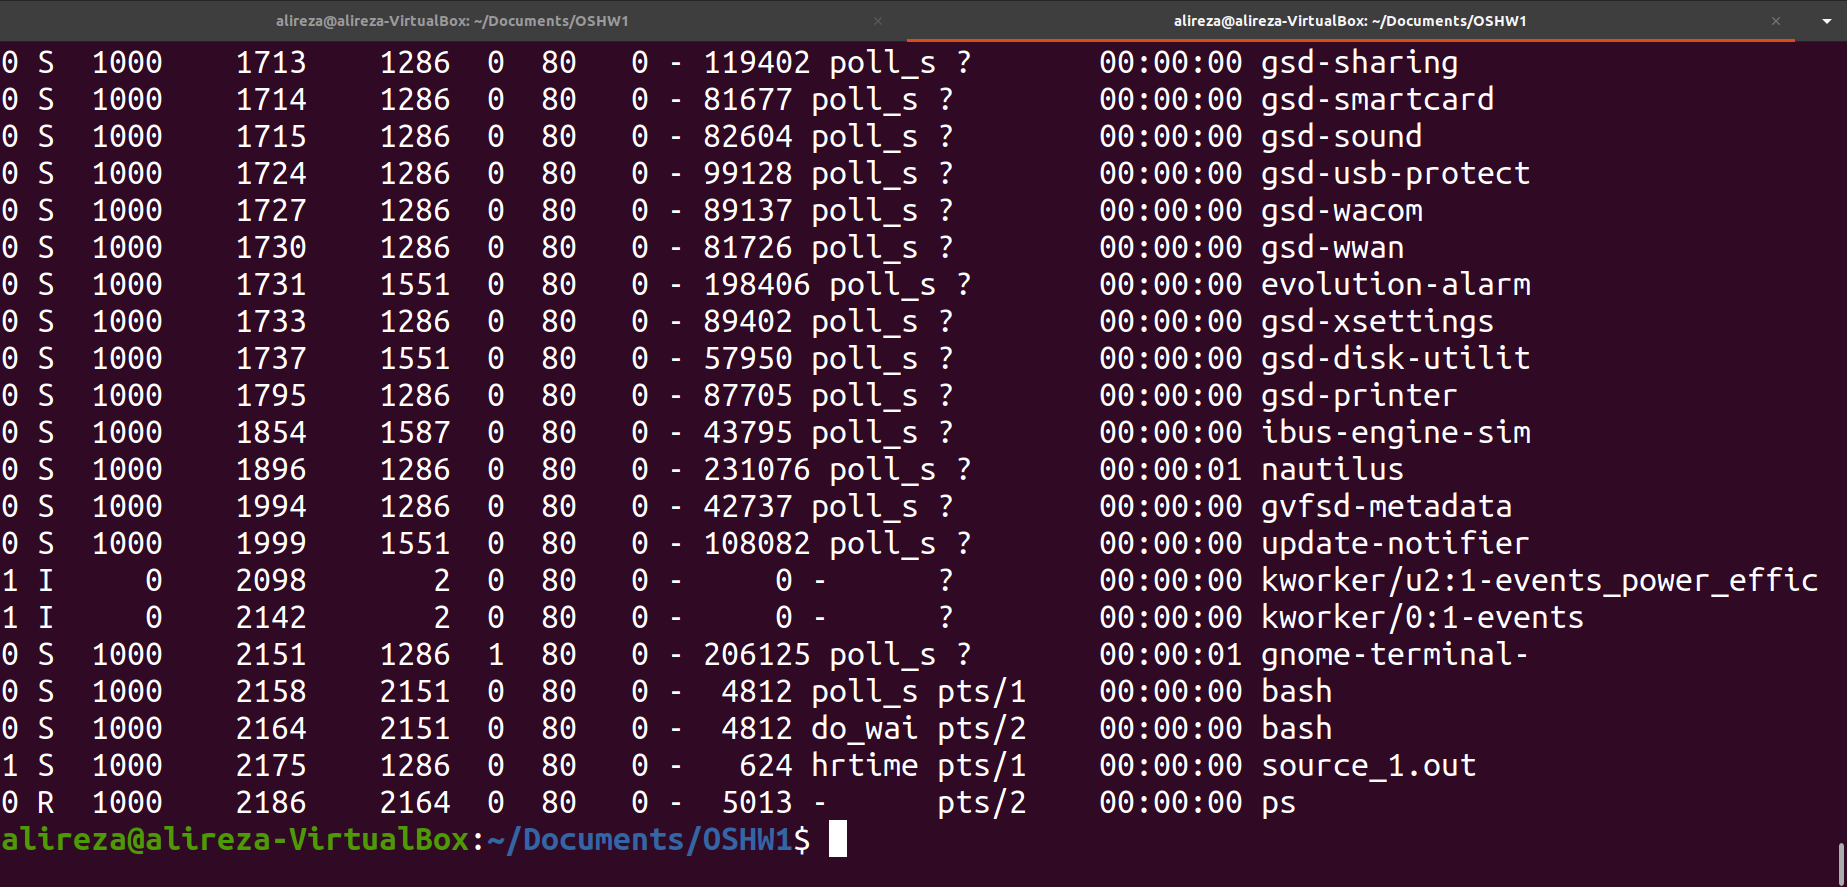 alireza@alireza-VirtualBox: ~/Documents/OSHW1 × alireza@alireza-VirtualBox: ~/Documents/OSHW1 ×
0 S  1000    1713    1286  0  80   0 - 119402 poll_s ?       00:00:00 gsd-sharing
0 S  1000    1714    1286  0  80   0 - 81677 poll_s ?        00:00:00 gsd-smartcard
0 S  1000    1715    1286  0  80   0 - 82604 poll_s ?        00:00:00 gsd-sound
0 S  1000    1724    1286  0  80   0 - 99128 poll_s ?        00:00:00 gsd-usb-protect
0 S  1000    1727    1286  0  80   0 - 89137 poll_s ?        00:00:00 gsd-wacom
0 S  1000    1730    1286  0  80   0 - 81726 poll_s ?        00:00:00 gsd-wwan
0 S  1000    1731    1551  0  80   0 - 198406 poll_s ?       00:00:00 evolution-alarm
0 S  1000    1733    1286  0  80   0 - 89402 poll_s ?        00:00:00 gsd-xsettings
0 S  1000    1737    1551  0  80   0 - 57950 poll_s ?        00:00:00 gsd-disk-utilit
0 S  1000    1795    1286  0  80   0 - 87705 poll_s ?        00:00:00 gsd-printer
0 S  1000    1854    1587  0  80   0 - 43795 poll_s ?        00:00:00 ibus-engine-sim
0 S  1000    1896    1286  0  80   0 - 231076 poll_s ?       00:00:01 nautilus
0 S  1000    1994    1286  0  80   0 - 42737 poll_s ?        00:00:00 gvfsd-metadata
0 S  1000    1999    1551  0  80   0 - 108082 poll_s ?       00:00:00 update-notifier
1 I     0    2098       2  0  80   0 -     0 -      ?        00:00:00 kworker/u2:1-events_power_effic
1 I     0    2142       2  0  80   0 -     0 -      ?        00:00:00 kworker/0:1-events
0 S  1000    2151    1286  1  80   0 - 206125 poll_s ?       00:00:01 gnome-terminal-
0 S  1000    2158    2151  0  80   0 -  4812 poll_s pts/1    00:00:00 bash
0 S  1000    2164    2151  0  80   0 -  4812 do_wai pts/2    00:00:00 bash
1 S  1000    2175    1286  0  80   0 -   624 hrtime pts/1    00:00:00 source_1.out
0 R  1000    2186    2164  0  80   0 -  5013 -      pts/2    00:00:00 ps
alireza@alireza-VirtualBox:~/Documents/OSHW1$